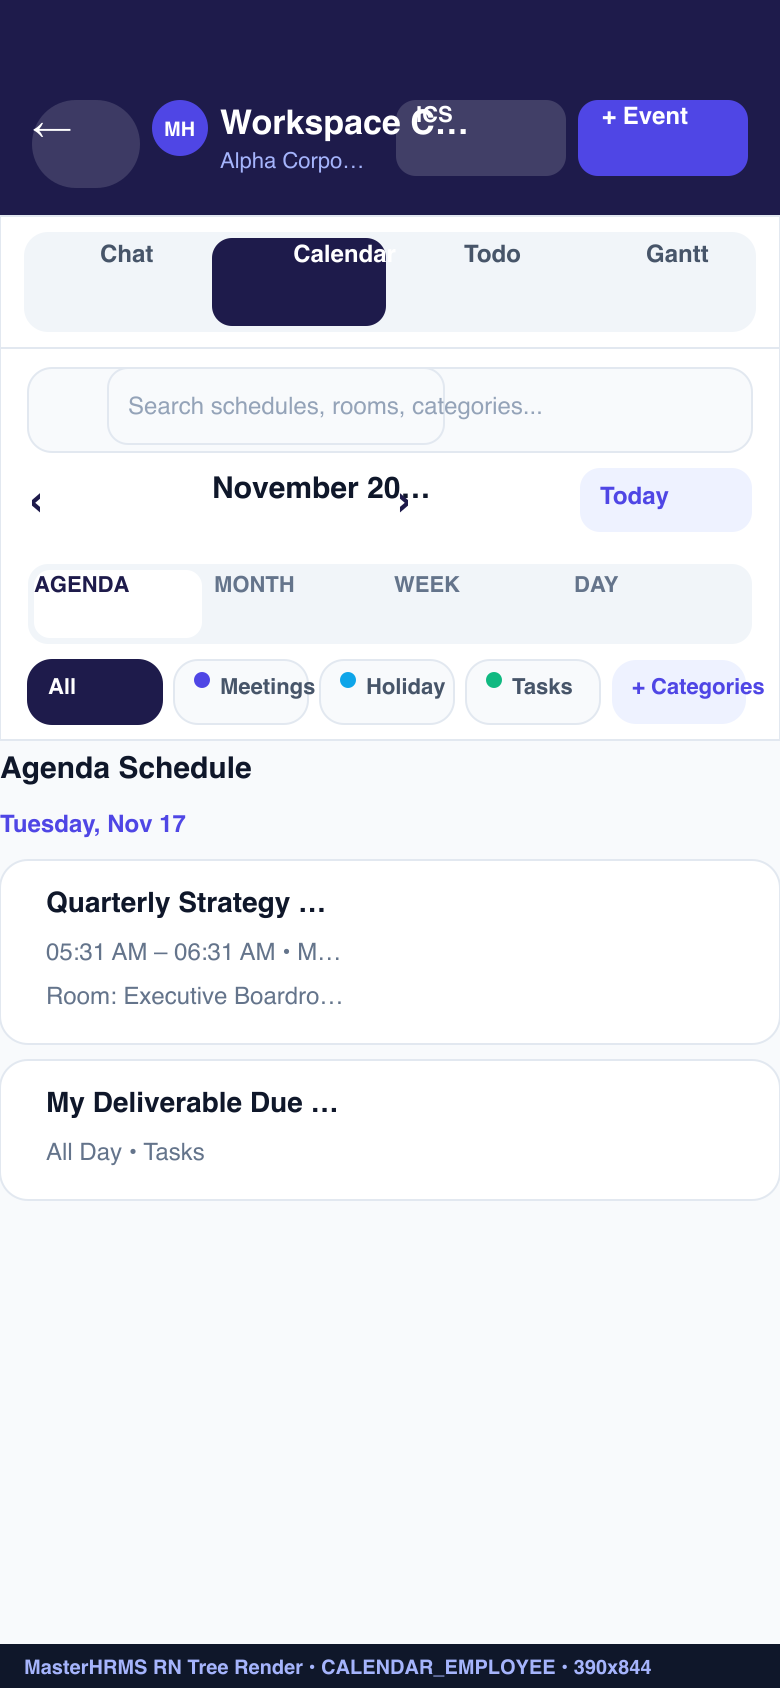 ←
MH
Workspace C…
ICS
+ Event
Alpha Corpo…
Chat
Calendar
Todo
Gantt
Search schedules, rooms, categories...
‹
November 20…
›
Today
AGENDA
MONTH
WEEK
DAY
All
Meetings
Holiday
Tasks
+ Categories
Agenda Schedule
Tuesday, Nov 17
Quarterly Strategy …
05:31 AM – 06:31 AM • M…
Room: Executive Boardro…
My Deliverable Due …
All Day • Tasks
MasterHRMS RN Tree Render • CALENDAR_EMPLOYEE • 390x844